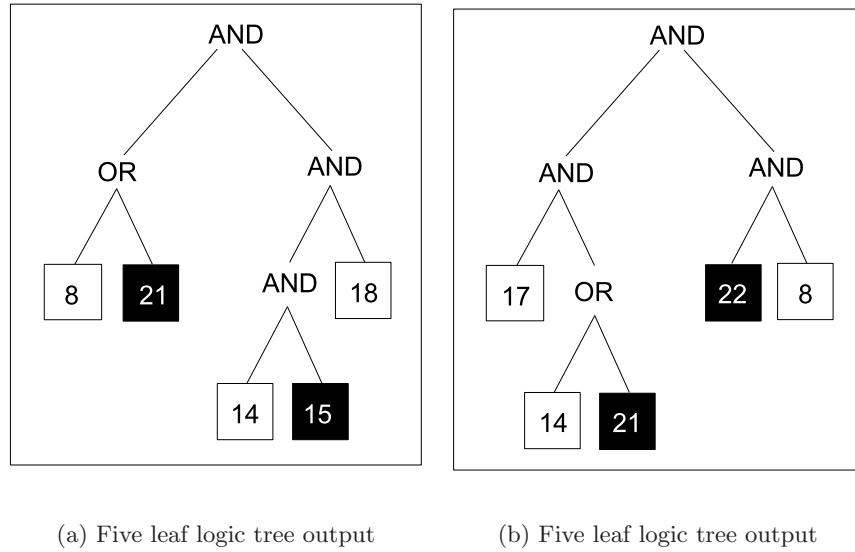 AND
OR
AND
8
21
AND
18
14
15
AND
AND
AND
17
OR
22
8
14
21
(a) Five leaf logic tree output
(b) Five leaf logic tree output